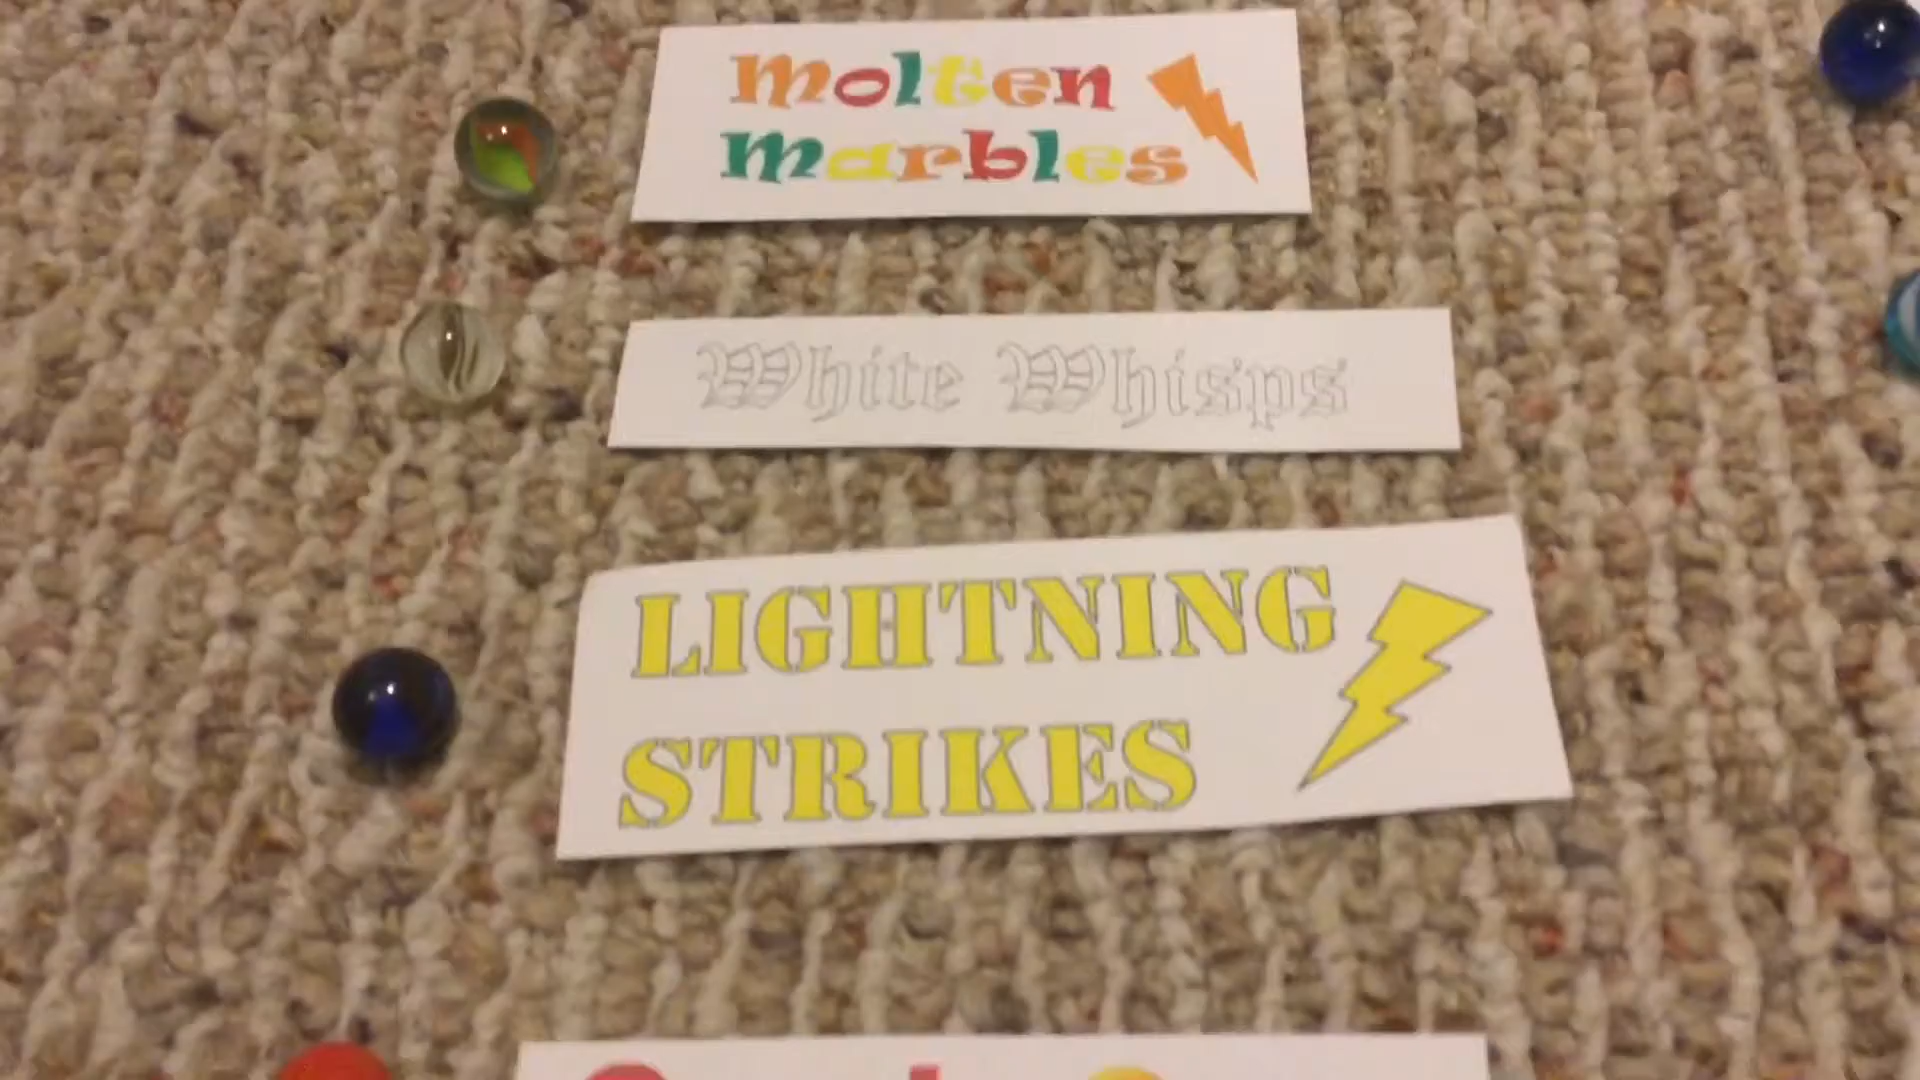 Molten
Marbles
White Whisps
LIGHTNING
STRIKES